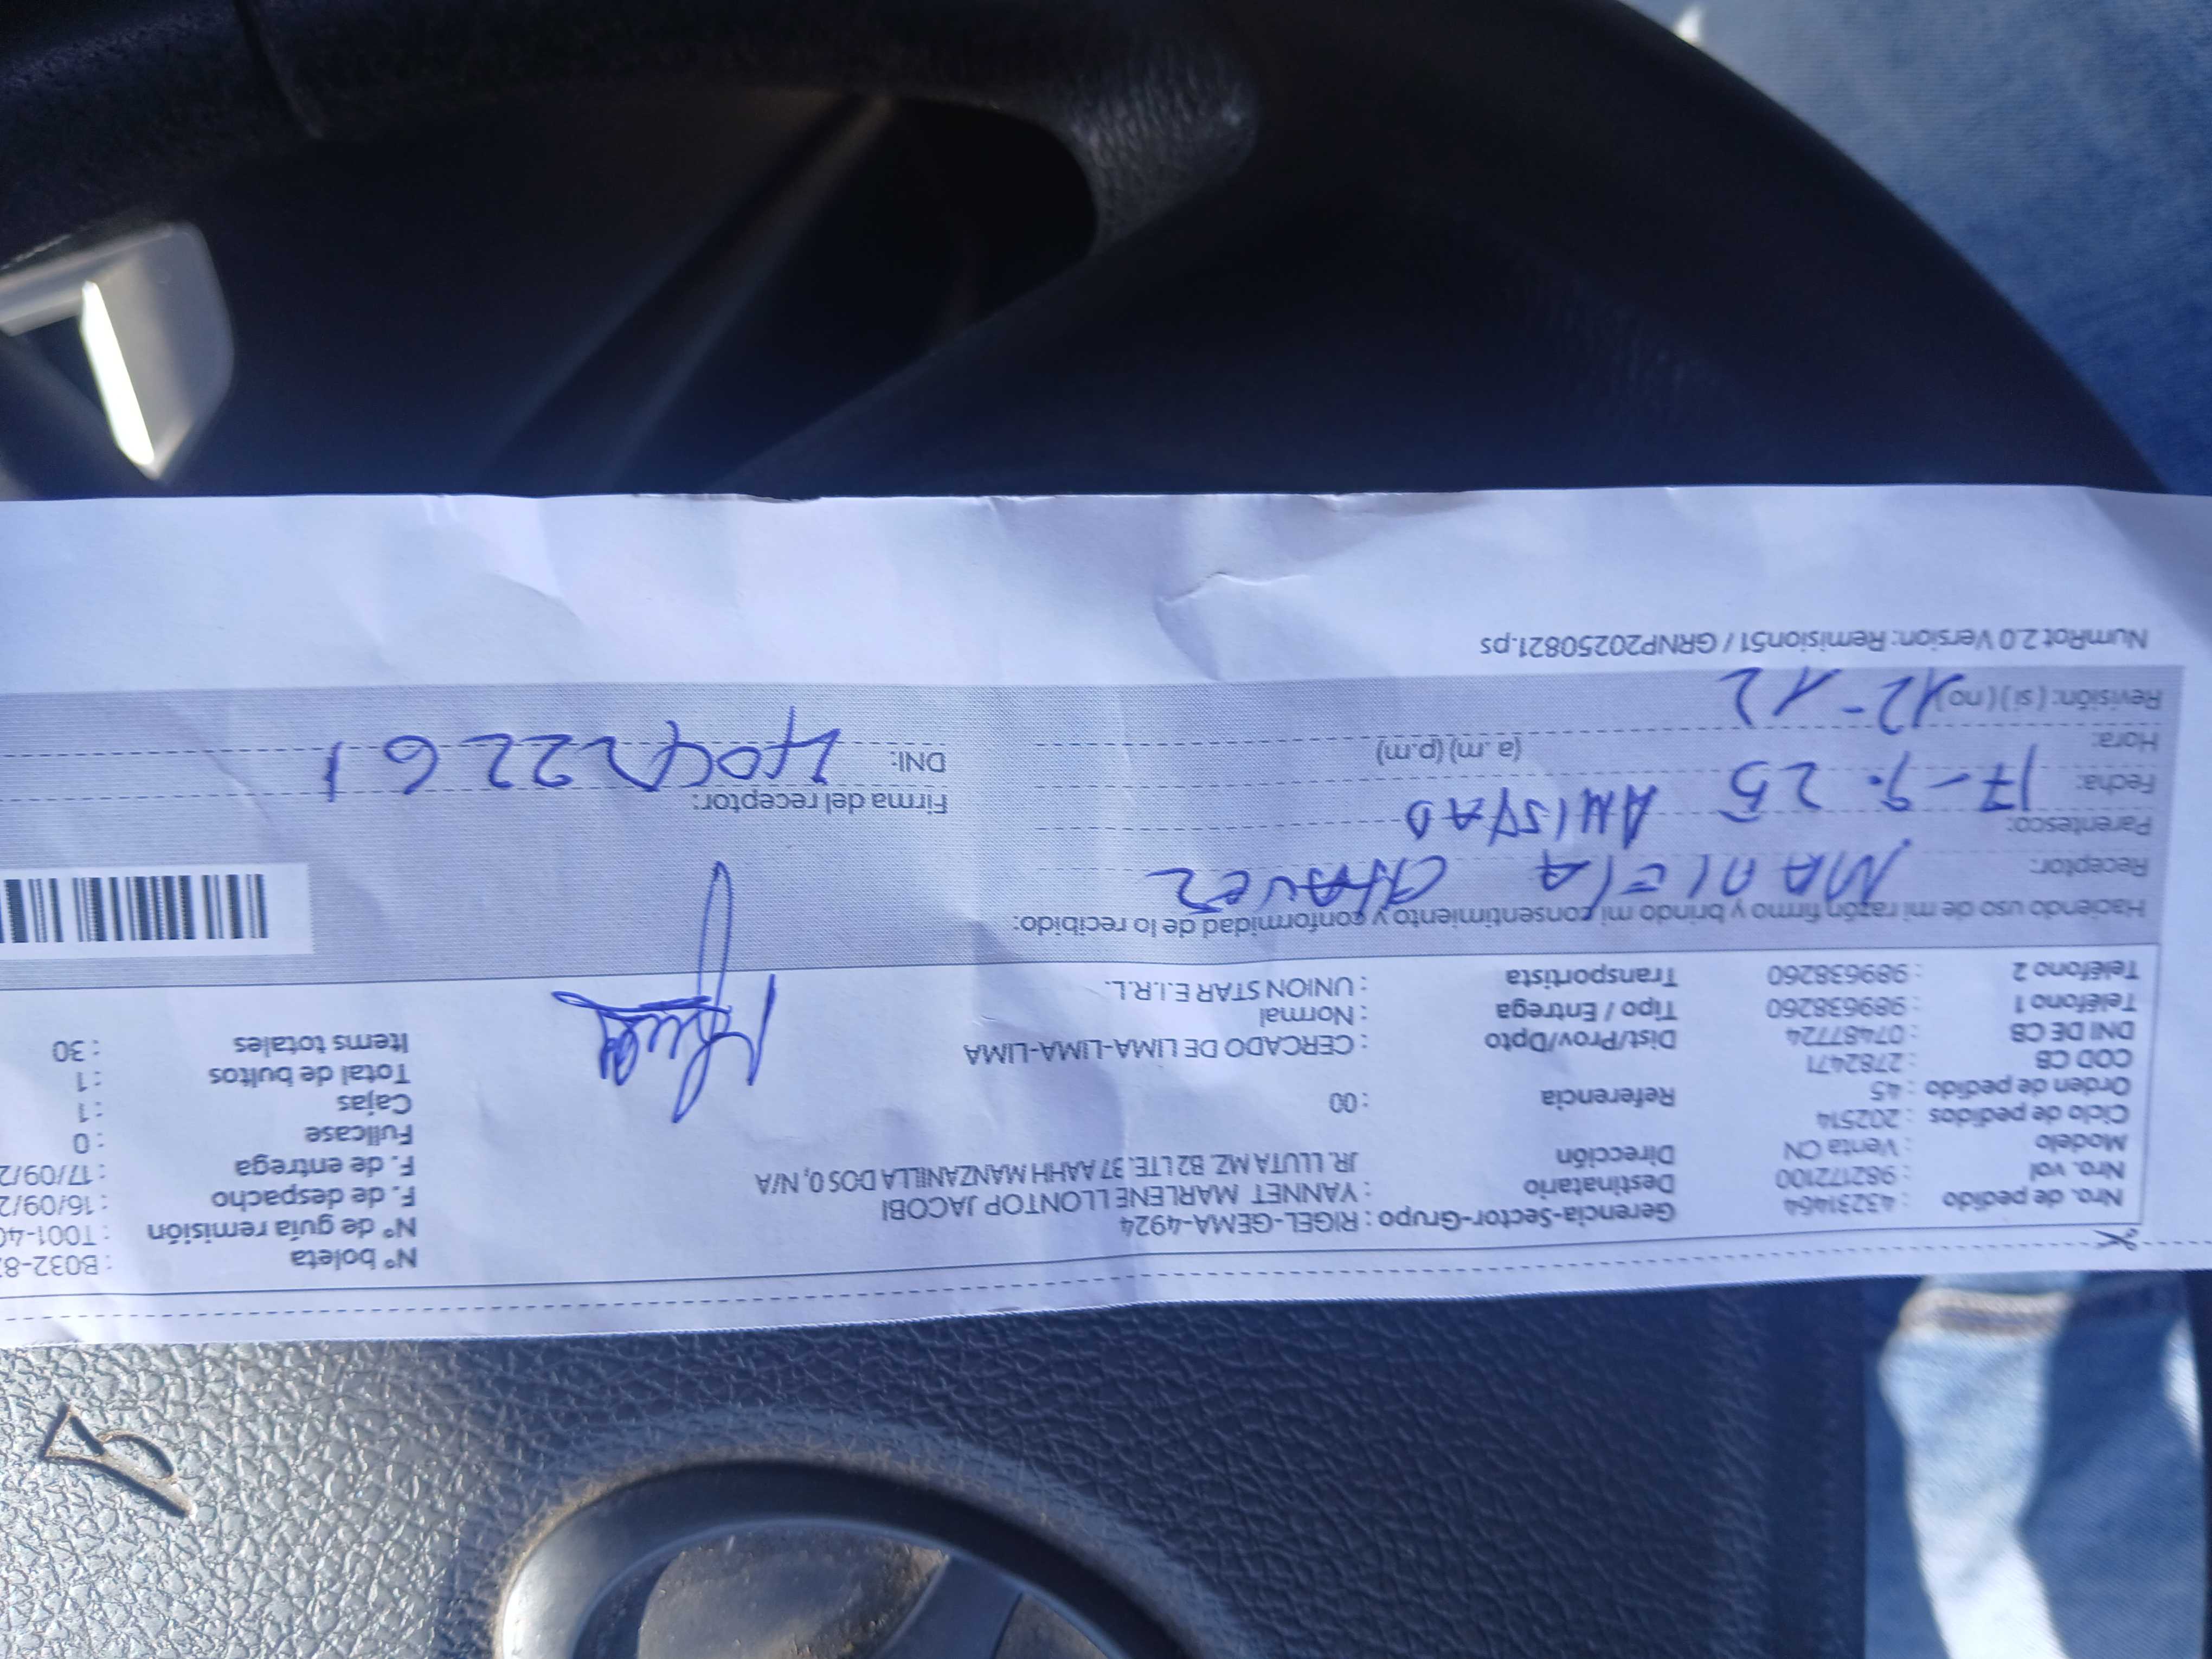 Nº boleta : B032-8
Nº de guía remisión : T001-40
F. de despacho : 16/09/2
F. de entrega : 17/09/2
Fullcase : 0
Cajas : 1
Total de bultos : 1
Items totales : 30
Gerencia-Sector-Grupo : RIGEL-GEMA-4924
Destinatario : YANNET MARLENE LLONTOP JACOBI
Dirección JR. LLUTA MZ. B2 LTE. 37 AAHH MANZANILLA DOS 0, N/A
Referencia : 00
Dist/Prov/Dpto : CERCADO DE LIMA-LIMA-LIMA
Tipo / Entrega : Normal
Transportista : UNION STAR E.I.R.L.
Nro. de pedido : 43231464
Nro. vol : 982172100
Modelo : Venta CN
Ciclo de pedidos : 202514
Orden de pedido : 45
COD CB : 2782471
DNI DE CB : 07487724
Teléfono 1 : 989638260
Teléfono 2 : 989638260
Haciendo uso de mi razón firmo y brindo mi consentimiento y conformidad de lo recibido:
Receptor: CHAVEZ
Parentesco: AMISTAD
Fecha: 17-9-25
Hora: (a.m) (p.m)
Revisión: ( si ) ( no ) 12-12
Firma del receptor:
DNI:
NumRot 2.0 Version: Remision51 / GRNP20250821.ps